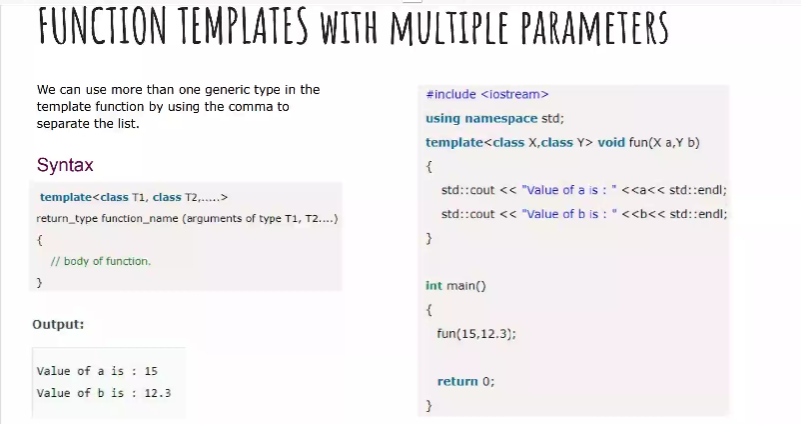 FUNCTION TEMPLATES WITH MULTIPLE PARAMETERS
We can use more than one generic type in the
template function by using the comma to
separate the list.
Syntax
template<class T1, class T2,.....>
return_type function_name (arguments of type T1, T2....)
{
// body of function.
}
Output:
Value of a is : 15
Value of b is : 12.3
#include <iostream>
using namespace std;
template<class X,class Y> void fun(X a,Y b)
{
std::cout << "Value of a is : " <<a<< std::endl;
std::cout << "Value of b is : " <<b<< std::endl;
}
int main()
{
fun(15,12.3);
return 0;
}